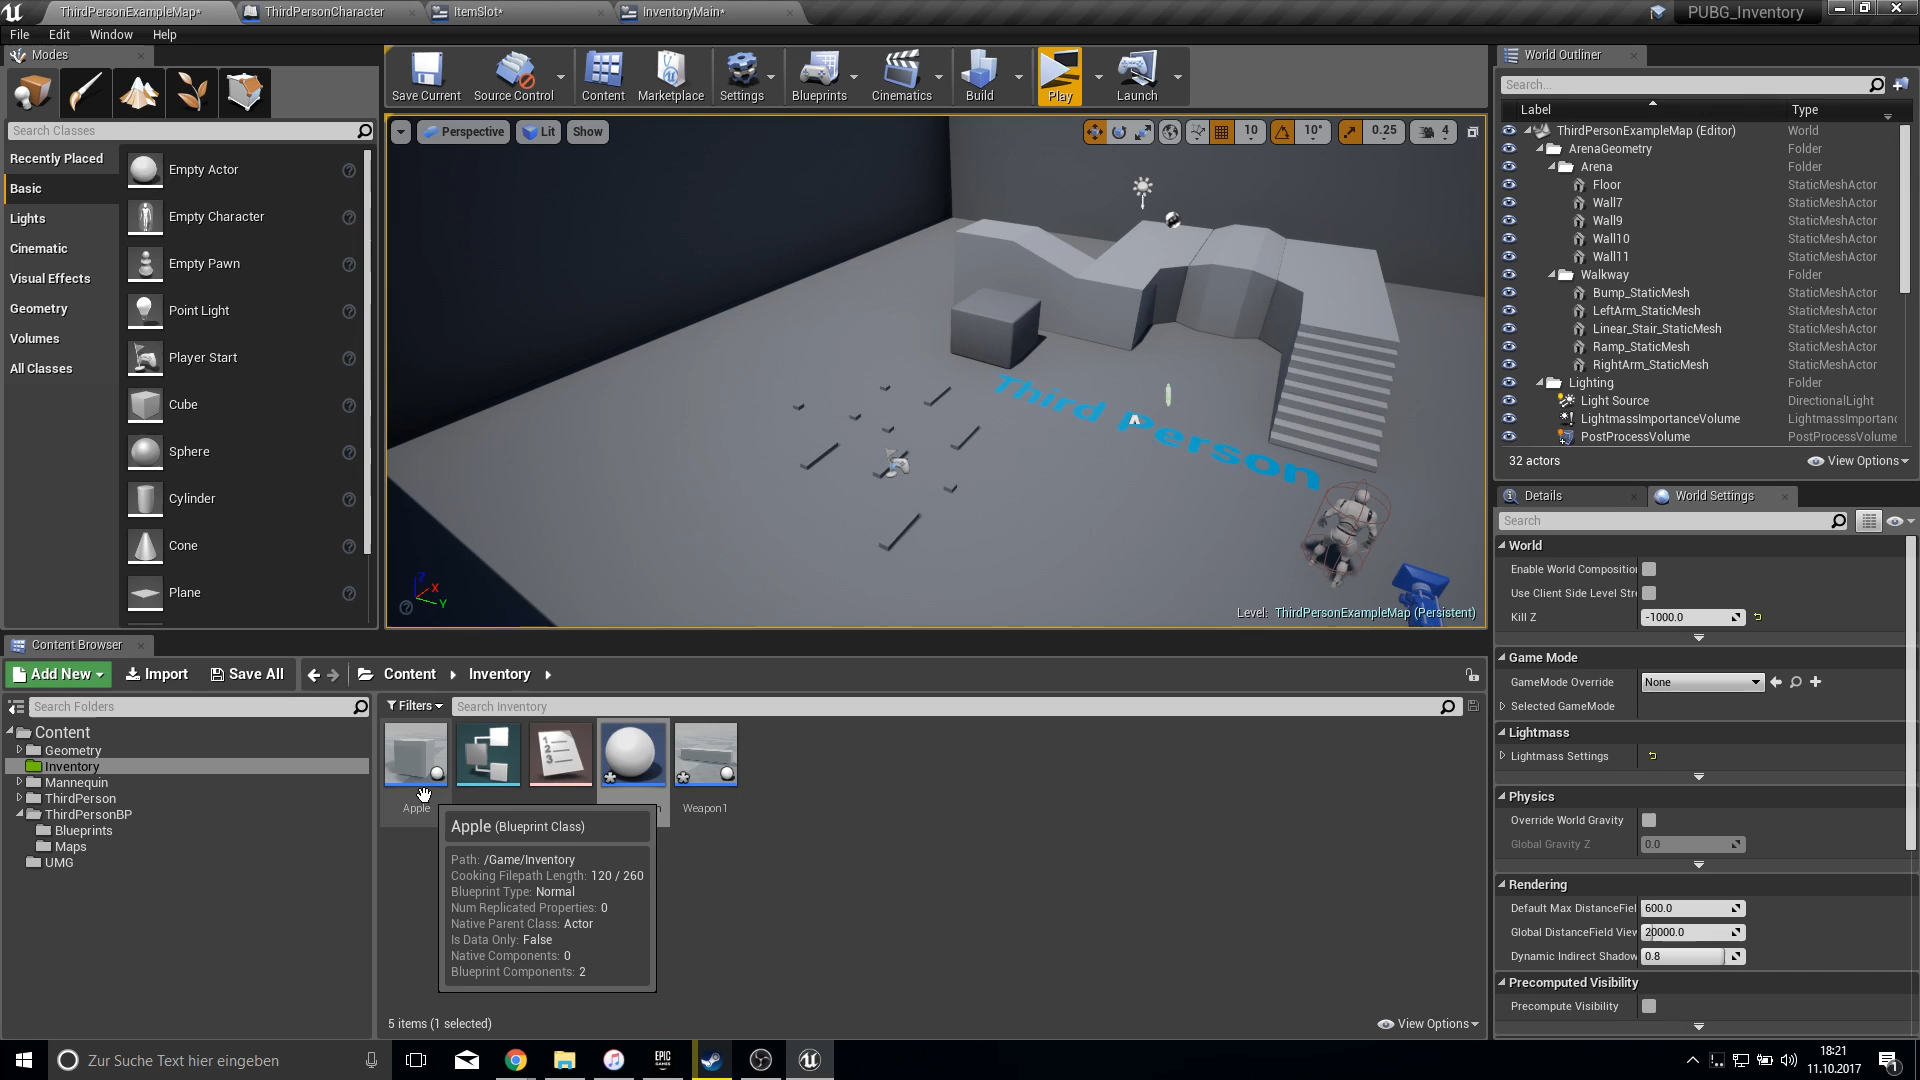 ThirdPersonExampleMap*
ThirdPersonCharacter
ItemSlot*
InventoryMain*
PUBG_Inventory
File Edit Window Help
Modes
Search Classes
Recently Placed
Basic
Lights
Cinematic
Visual Effects
Geometry
Volumes
All Classes
Empty Actor
Empty Character
Empty Pawn
Point Light
Player Start
Cube
Sphere
Cylinder
Cone
Plane
Save Current
Source Control
Content
Marketplace
Settings
Blueprints
Cinematics
Build
Play
Launch
Perspective
Lit
Show
10
10°
0.25
4
Third Person
Z
X
Y
Level: ThirdPersonExampleMap (Persistent)
World Outliner
Search...
Label Type
ThirdPersonExampleMap (Editor) World
ArenaGeometry Folder
Arena Folder
Floor StaticMeshActor
Wall7 StaticMeshActor
Wall9 StaticMeshActor
Wall10 StaticMeshActor
Wall11 StaticMeshActor
Walkway Folder
Bump_StaticMesh StaticMeshActor
LeftArm_StaticMesh StaticMeshActor
Linear_Stair_StaticMesh StaticMeshActor
Ramp_StaticMesh StaticMeshActor
RightArm_StaticMesh StaticMeshActor
Lighting Folder
Light Source DirectionalLight
LightmassImportanceVolume LightmassImportanc
PostProcessVolume PostProcessVolume
32 actors
View Options
Details
World Settings
Search
World
Enable World Composition
Use Client Side Level Stre
Kill Z -1000.0
Game Mode
GameMode Override None
Selected GameMode
Lightmass
Lightmass Settings
Physics
Override World Gravity
Global Gravity Z 0.0
Rendering
Default Max DistanceFiel 600.0
Global DistanceField View 20000.0
Dynamic Indirect Shadow 0.8
Precomputed Visibility
Precompute Visibility
Content Browser
Add New
Import
Save All
Content
Inventory
Search Folders
Content
Geometry
Inventory
Mannequin
ThirdPerson
ThirdPersonBP
Blueprints
Maps
UMG
Filters
Search Inventory
1
2
3
Apple
Weapon1
Apple (Blueprint Class)
Path: /Game/Inventory
Cooking Filepath Length: 120 / 260
Blueprint Type: Normal
Num Replicated Properties: 0
Native Parent Class: Actor
Is Data Only: False
Native Components: 0
Blueprint Components: 2
5 items (1 selected)
View Options
Zur Suche Text hier eingeben
EPIC
GAMES
18:21
11.10.2017
1